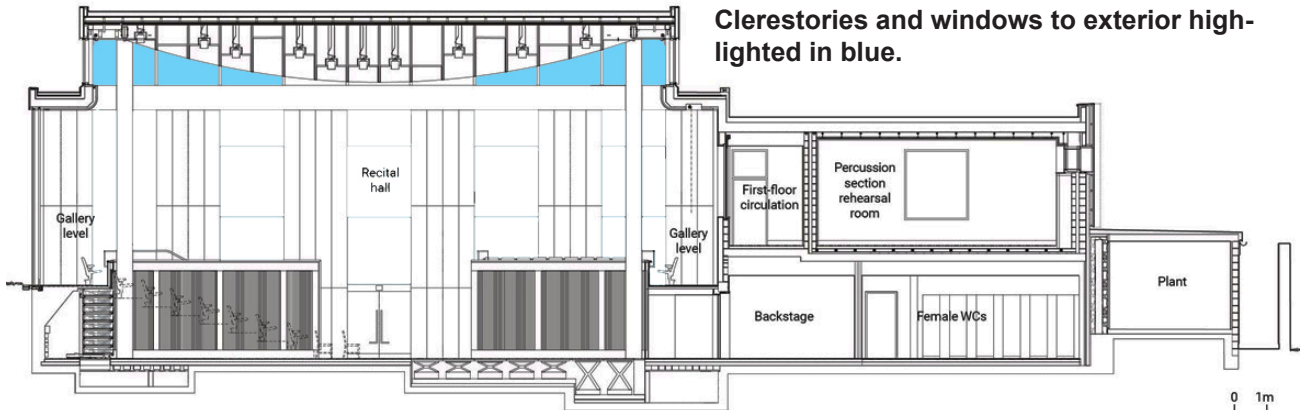 Clerestories and windows to exterior high-
lighted in blue.
Recital
hall
Gallery
level
Gallery
level
First-floor
circulation
Percussion
section
rehearsal
room
Backstage
Female WCs
Plant
0 1m